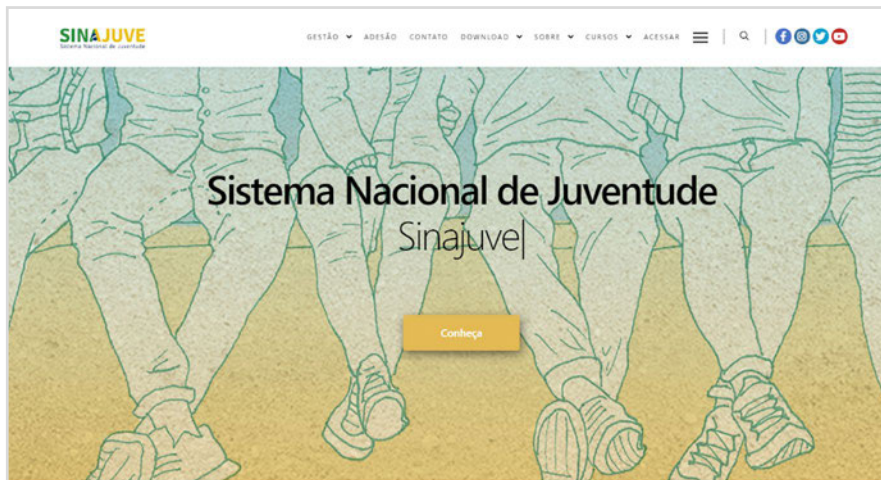 SINAJUVE
Sistema Nacional de Juventude
GESTÃO ADESÃO CONTATO DOWNLOAD SOBRE CURSOS ACESSAR
Sistema Nacional de Juventude
Sinajuve|
Conheça